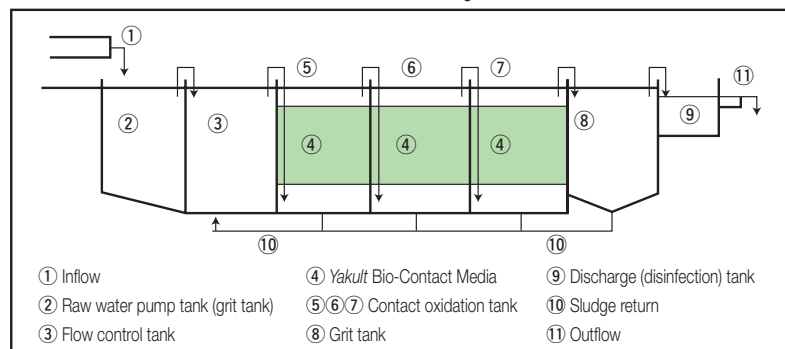 ①
⑤ ⑥ ⑦ ⑪
② ③ ④ ④ ④ ⑧ ⑨
⑩ ⑩
① Inflow ④ Yakult Bio-Contact Media ⑨ Discharge (disinfection) tank
② Raw water pump tank (grit tank) ⑤⑥⑦ Contact oxidation tank ⑩ Sludge return
③ Flow control tank ⑧ Grit tank ⑪ Outflow